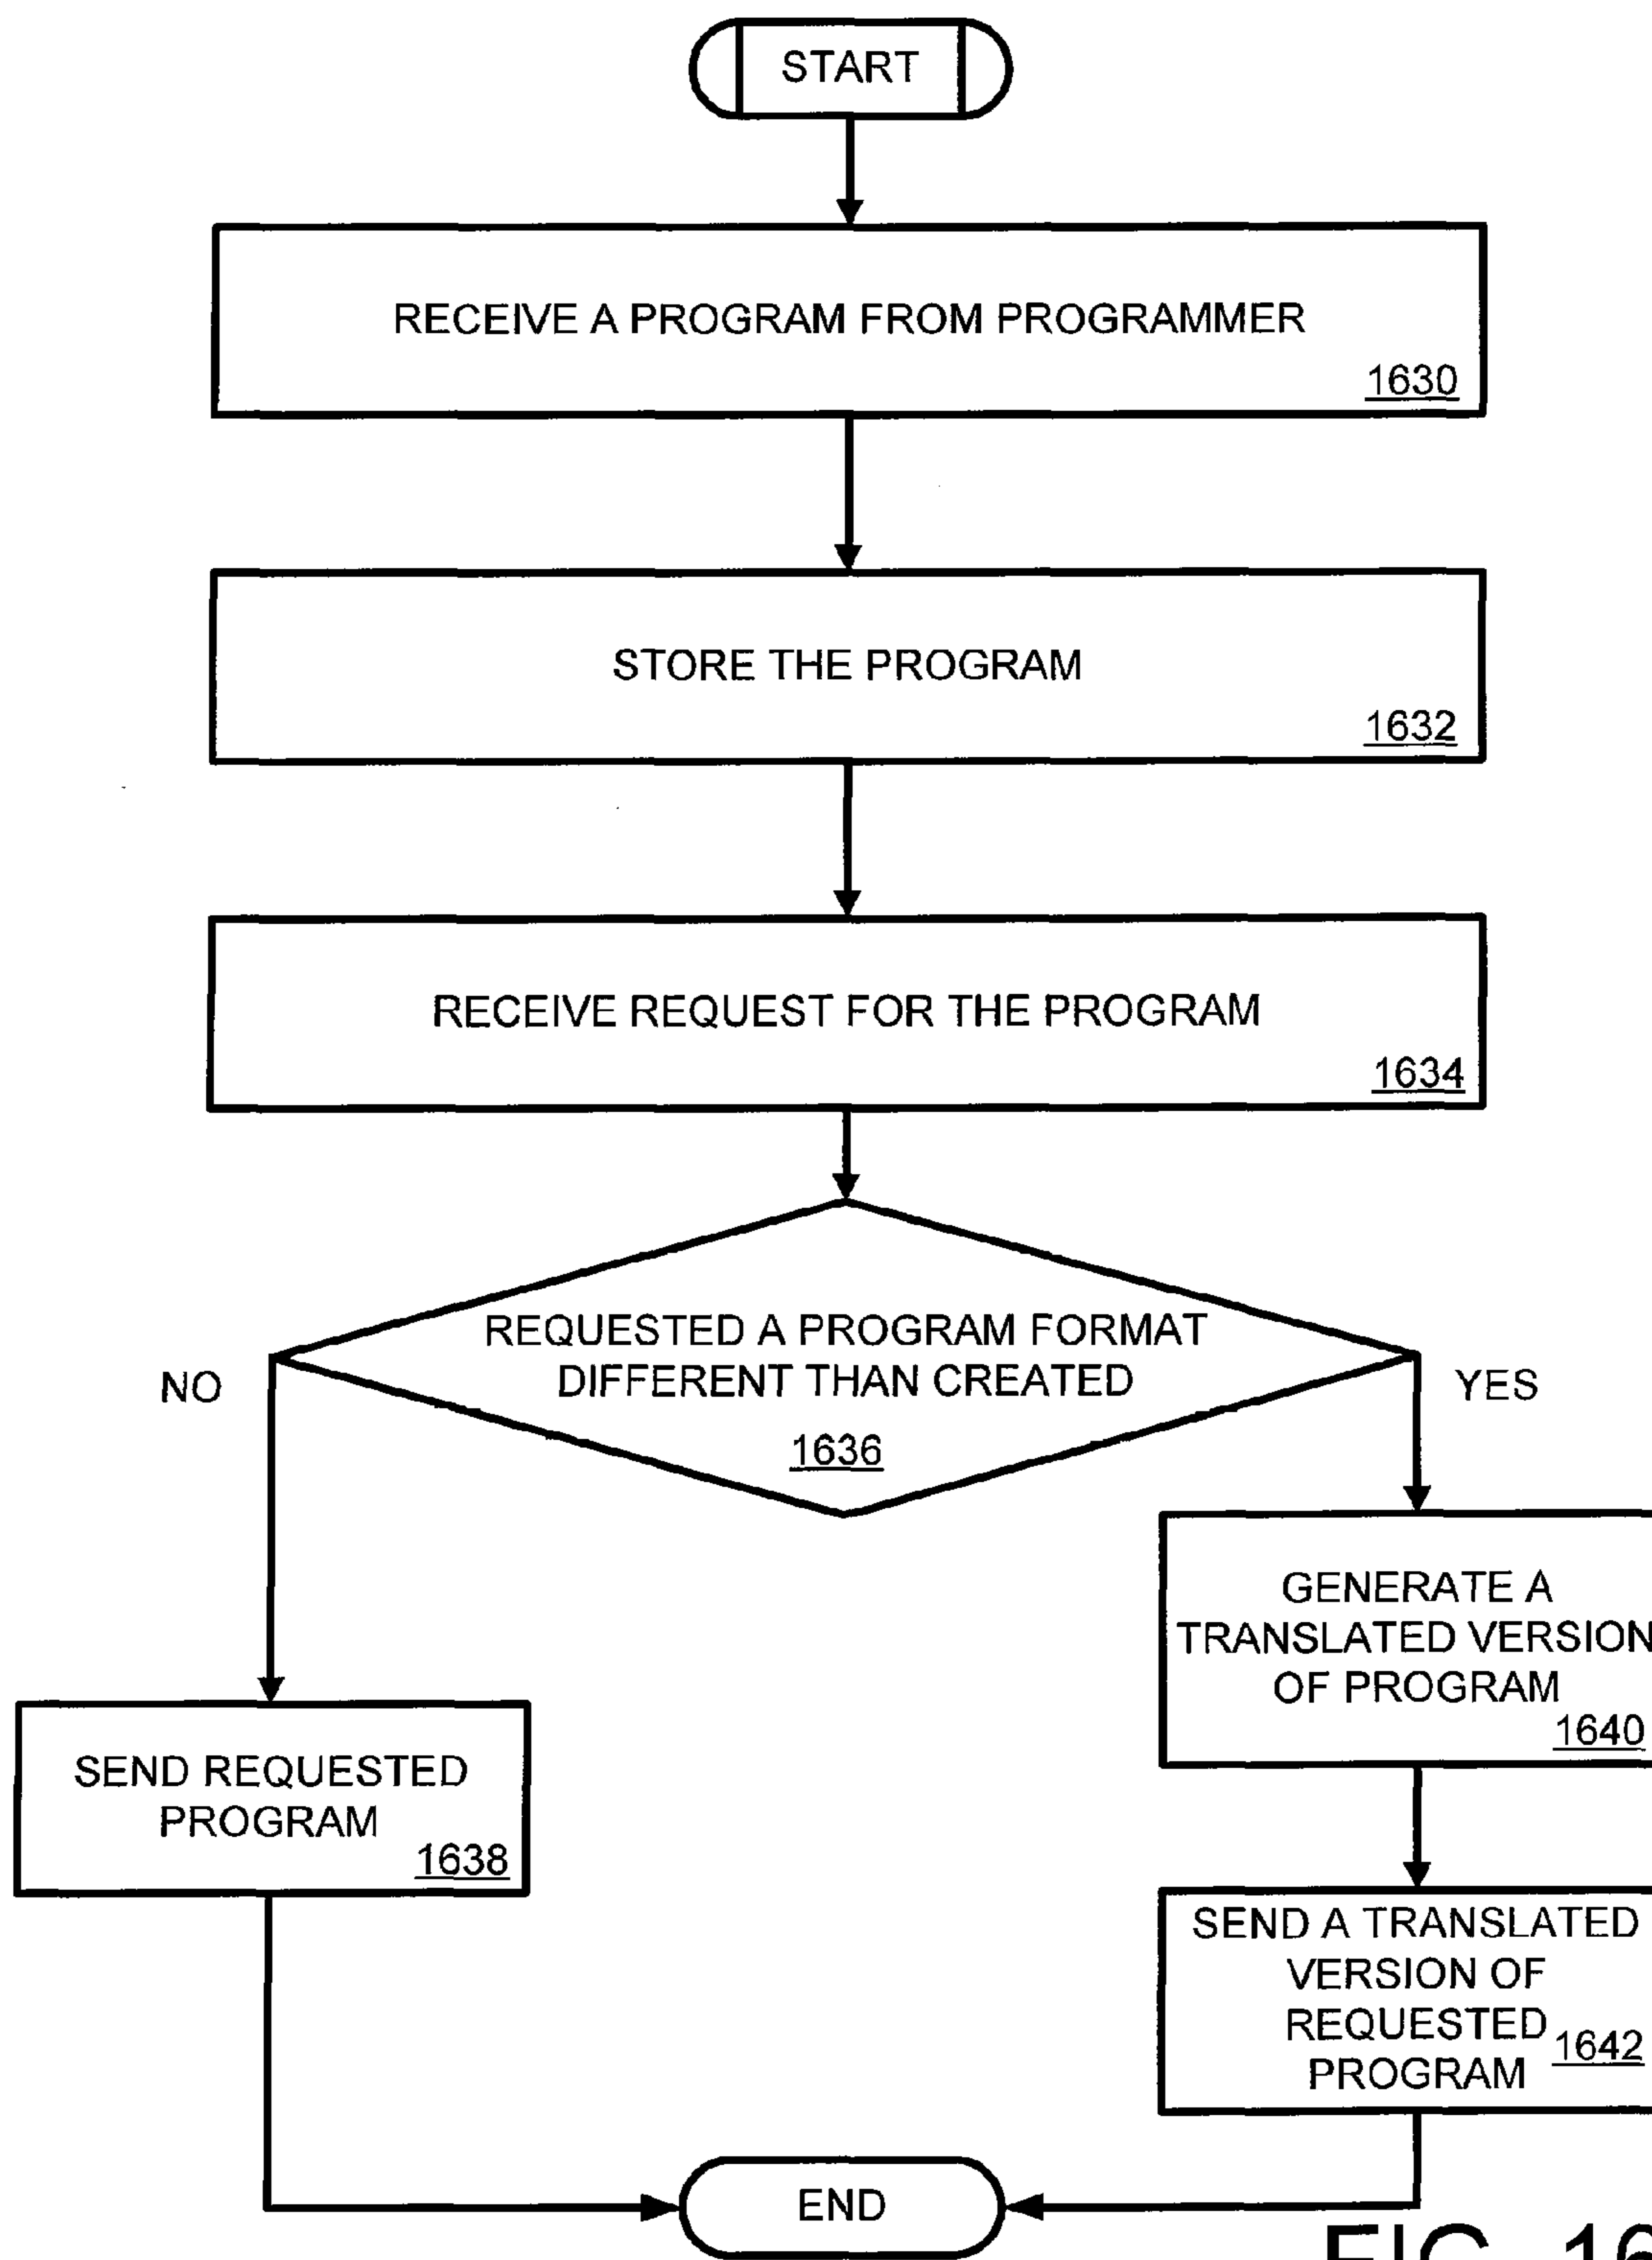 START
RECEIVE A PROGRAM FROM PROGRAMMER
1630
STORE THE PROGRAM
1632
RECEIVE REQUEST FOR THE PROGRAM
1634
REQUESTED A PROGRAM FORMAT
DIFFERENT THAN CREATED
1636
NO
YES
GENERATE A
TRANSLATED VERSION
OF PROGRAM
1640
SEND REQUESTED
PROGRAM
1638
SEND A TRANSLATED
VERSION OF
REQUESTED
PROGRAM
1642
END
FIG. 16